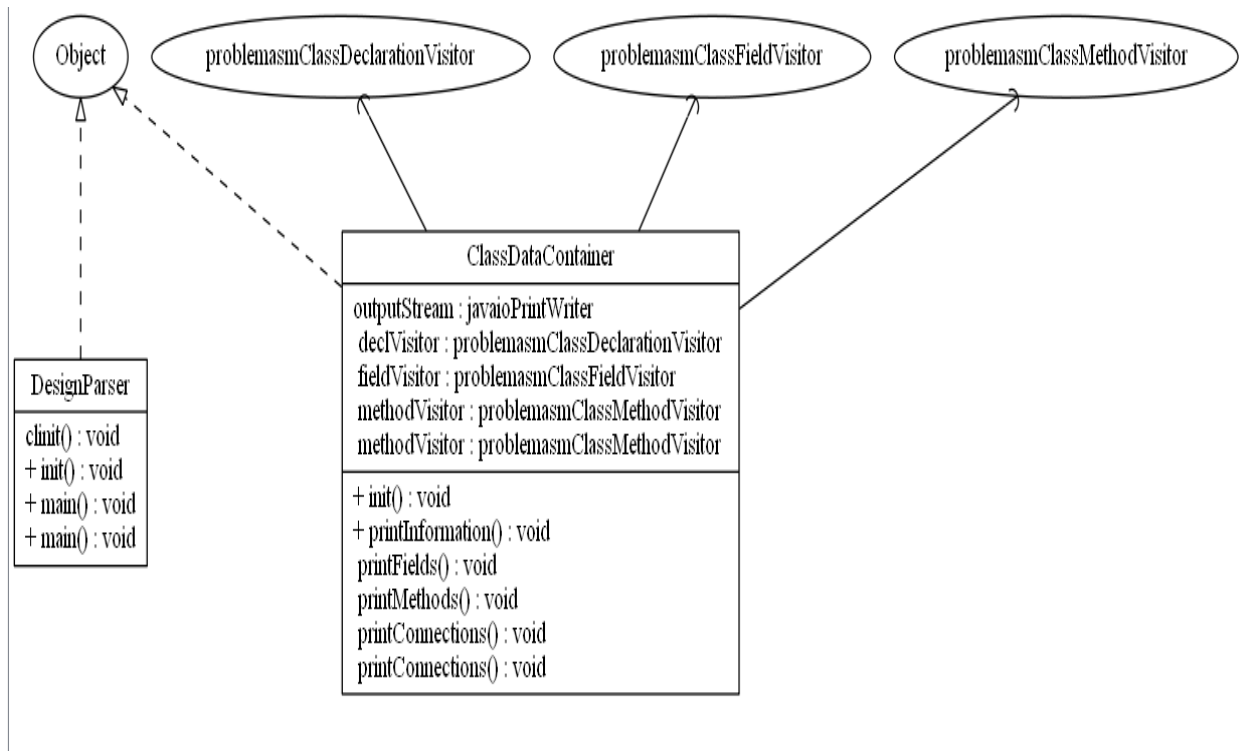 Object
problemasmClassDeclarationVisitor
problemasmClassFieldVisitor
problemasmClassMethodVisitor
ClassDataContainer
outputStream : javaioPrintWriter
declVisitor : problemasmClassDeclarationVisitor
fieldVisitor : problemasmClassFieldVisitor
methodVisitor : problemasmClassMethodVisitor
methodVisitor : problemasmClassMethodVisitor
+ init() : void
+ printInformation() : void
printFields() : void
printMethods() : void
printConnections() : void
printConnections() : void
DesignParser
clinit() : void
+ init() : void
+ main() : void
+ main() : void